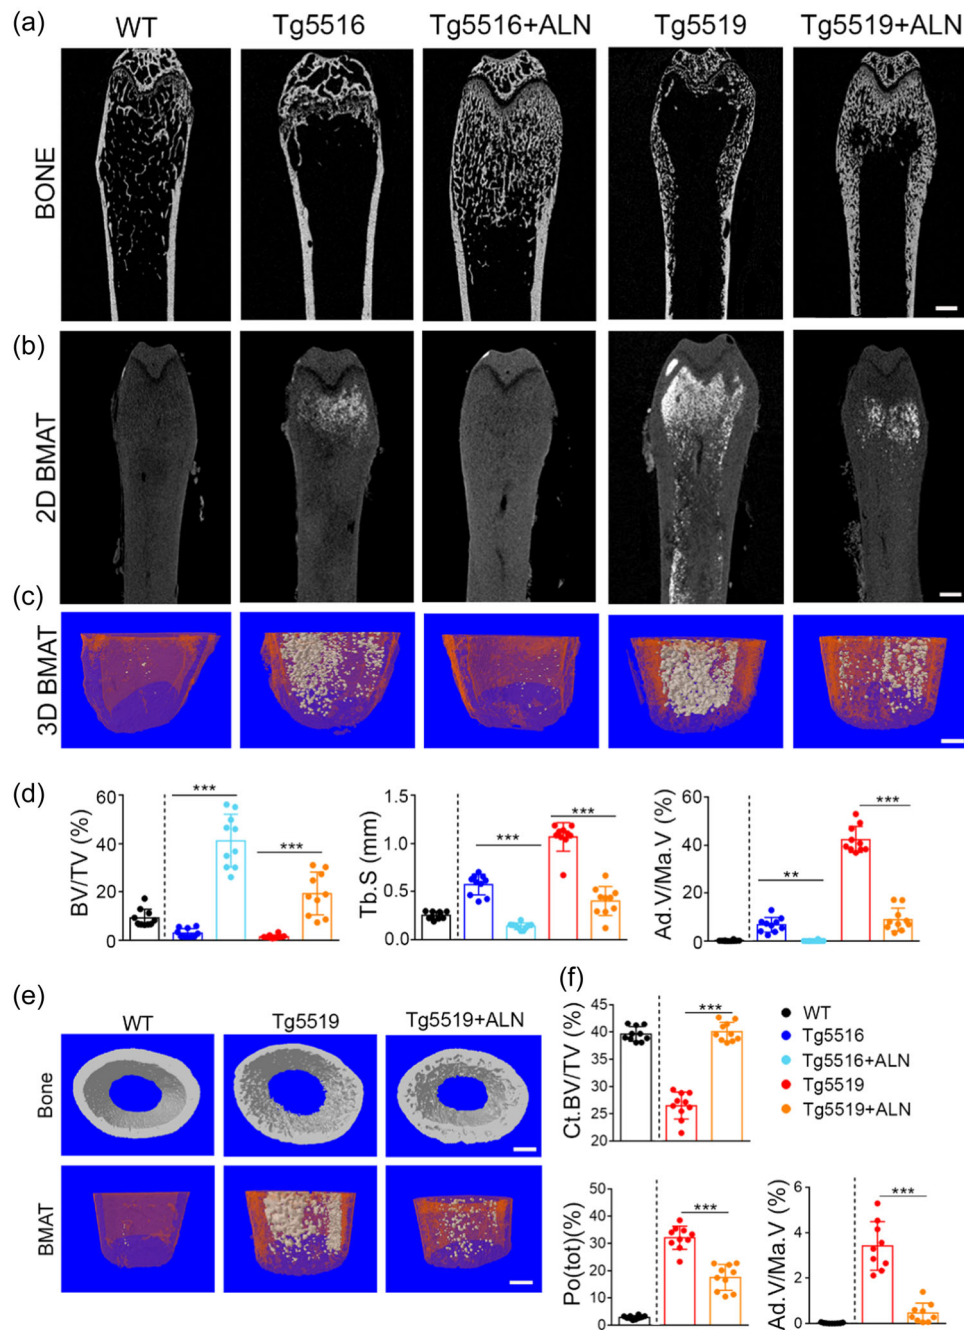 (a)
WT Tg5516 Tg5516+ALN Tg5519 Tg5519+ALN
BONE
(b)
2D BMAT
(c)
3D BMAT
(d)
BV/TV (%)
60
40
20
0
***
***
Tb.S (mm)
1.5
1.0
0.5
0.0
***
***
Ad.V/Ma.V (%)
60
40
20
0
**
***
(e)
WT Tg5519 Tg5519+ALN
Bone
BMAT
(f)
Ct.BV/TV (%)
45
40
35
30
25
20
***
WT
Tg5516
Tg5516+ALN
Tg5519
Tg5519+ALN
Po(tot)(%)
50
40
30
20
10
0
***
Ad.V/Ma.V (%)
6
4
2
0
***